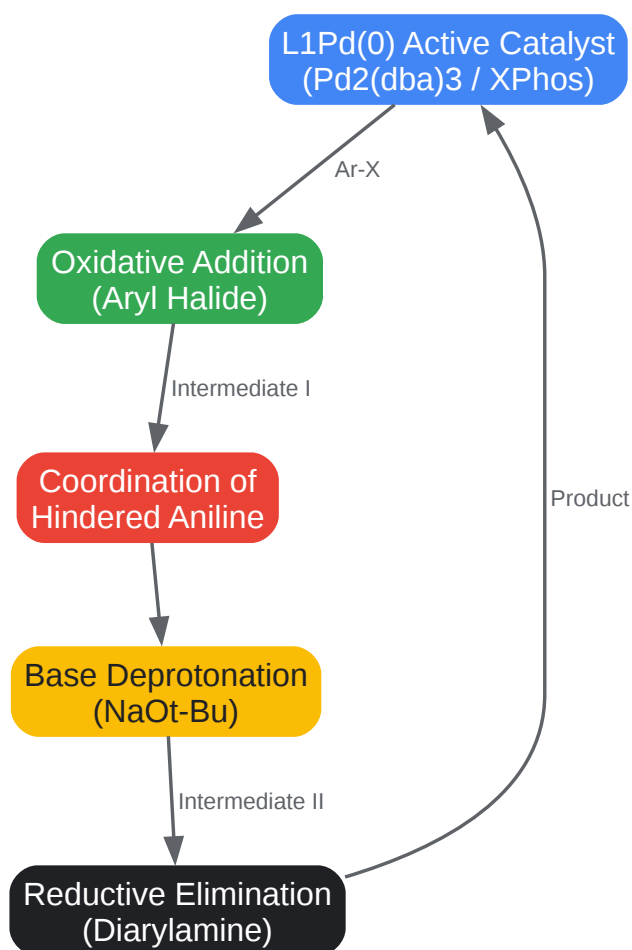 L1Pd(0) Active Catalyst
(Pd2(dba)3 / XPhos)
Ar-X
Oxidative Addition
(Aryl Halide)
Intermediate I
Coordination of
Hindered Aniline
Product
Base Deprotonation
(NaOt-Bu)
Intermediate II
Reductive Elimination
(Diarylamine)